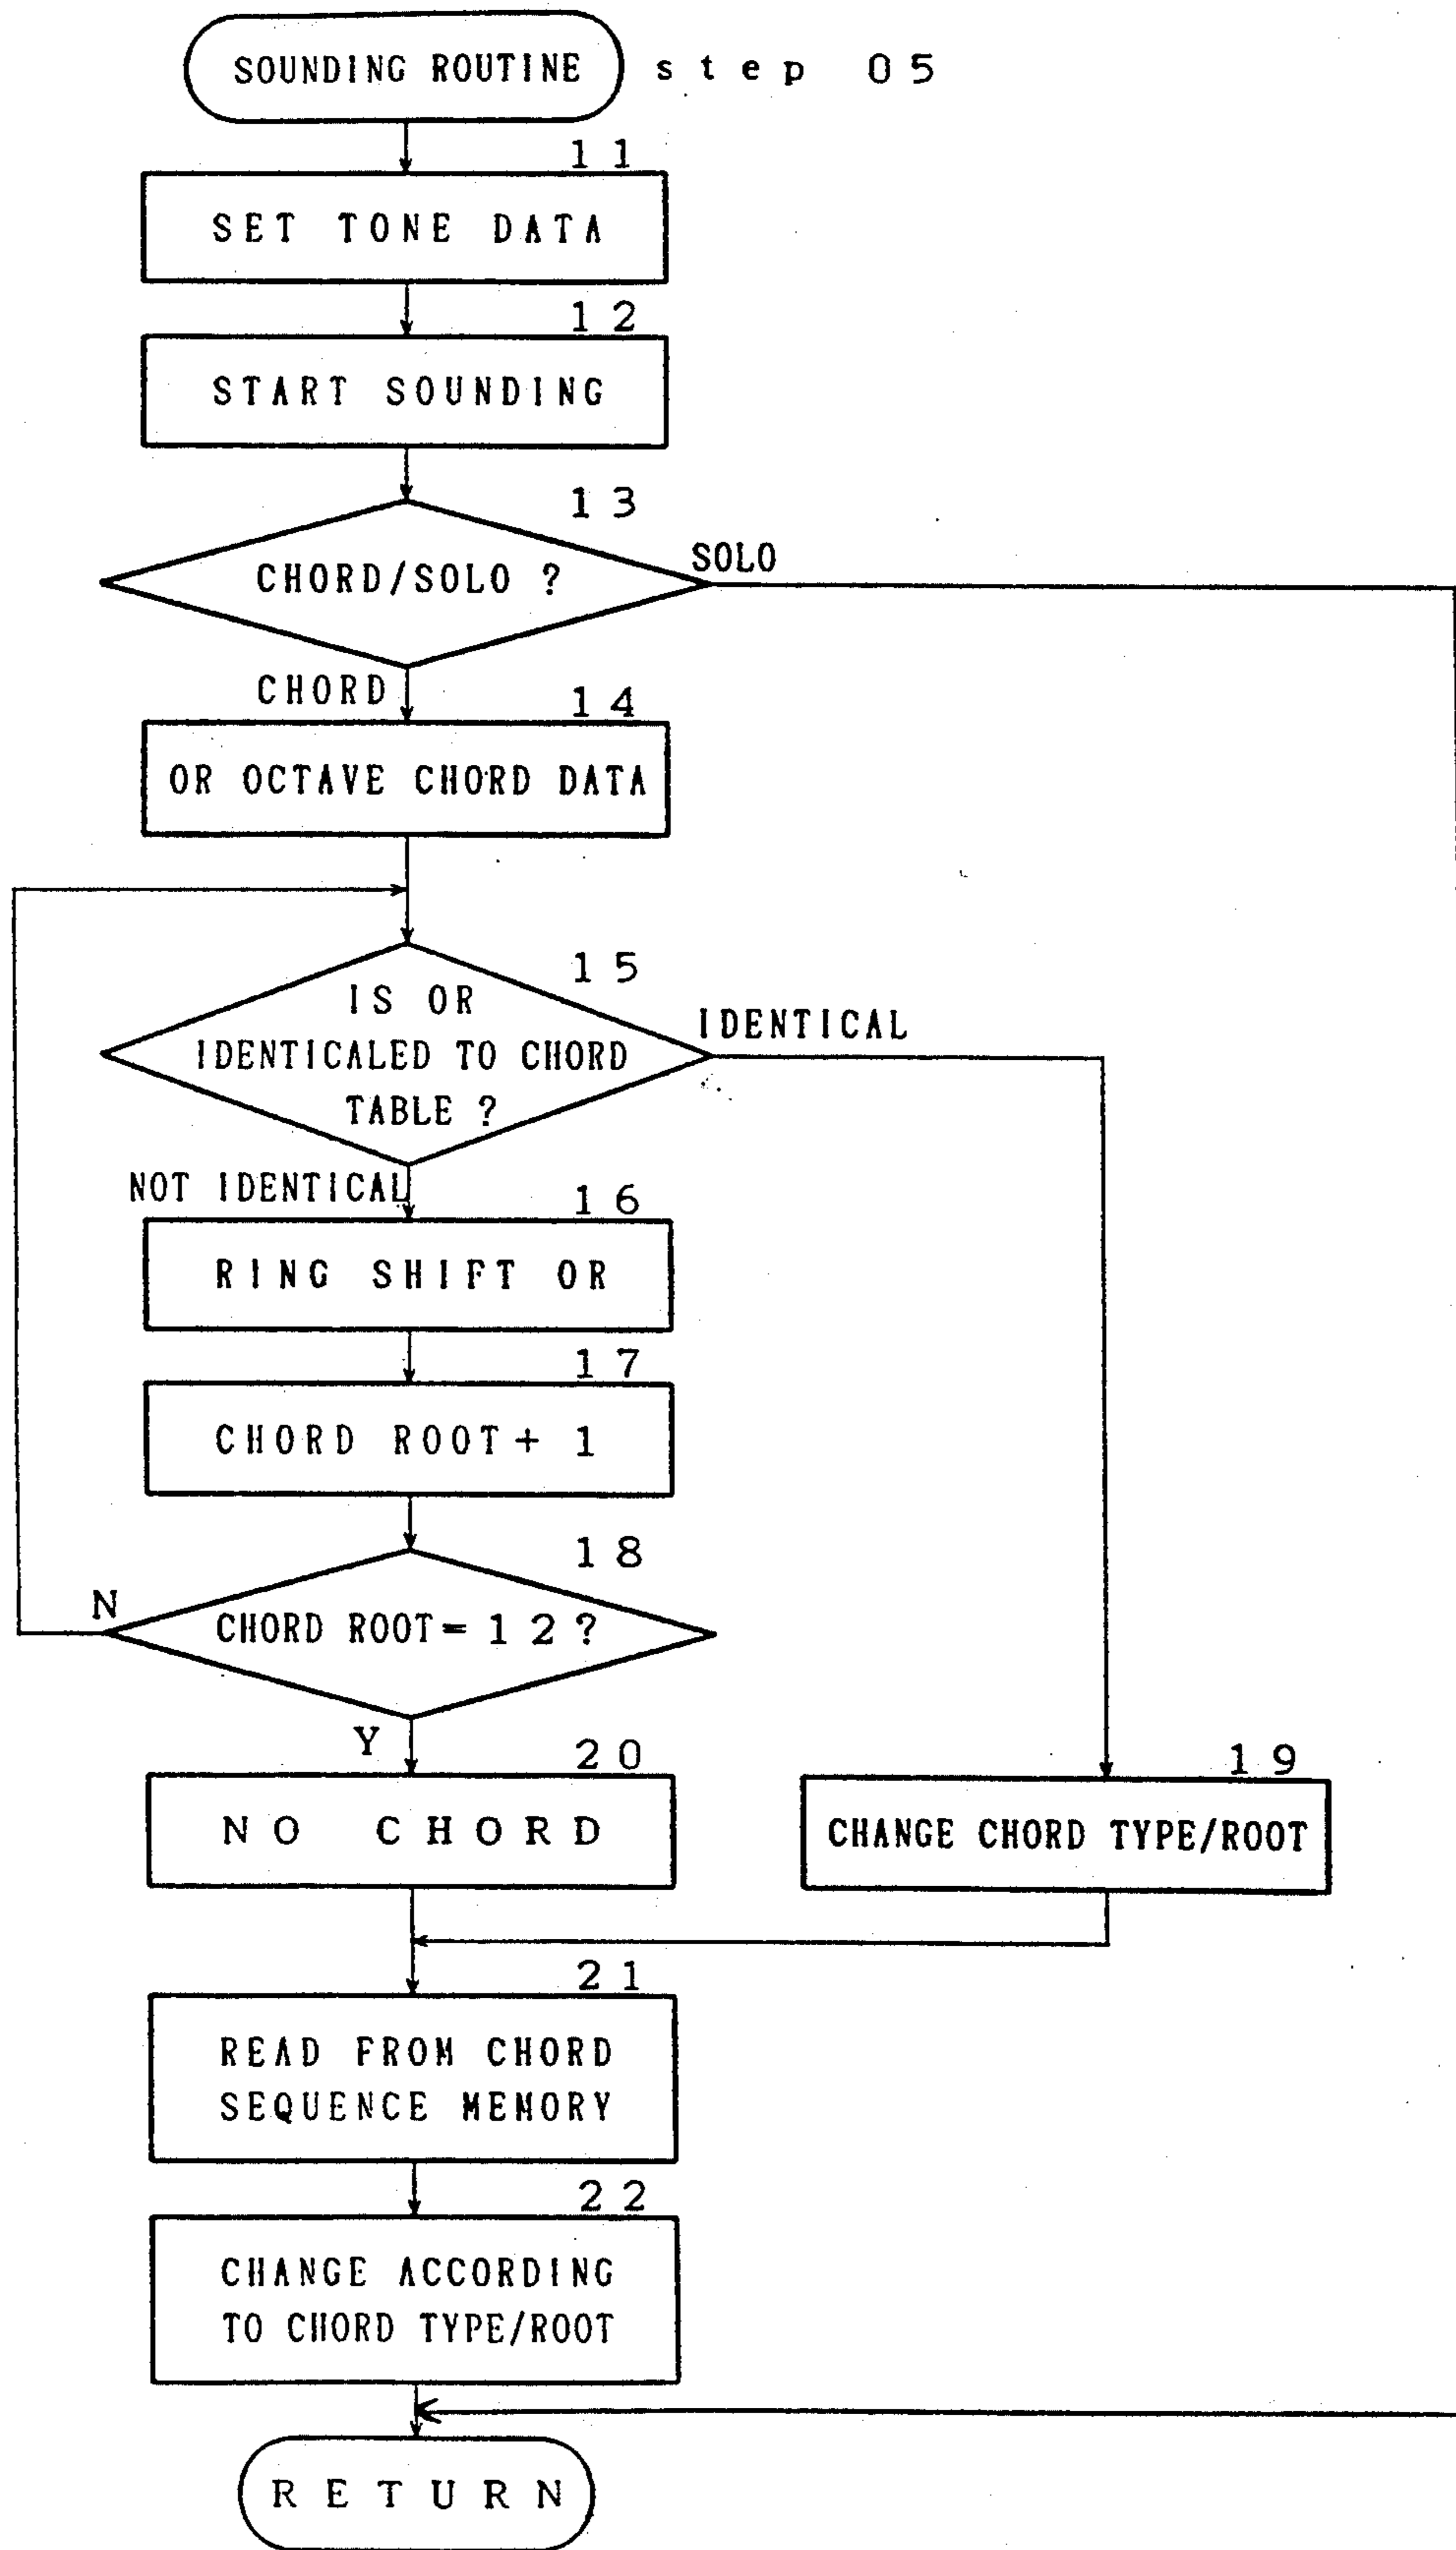 SOUNDING ROUTINE step 05
11
SET TONE DATA
12
START SOUNDING
13
CHORD/SOLO ?
SOLO
CHORD
14
OR OCTAVE CHORD DATA
15
IS OR
IDENTICALED TO CHORD
TABLE ?
IDENTICAL
NOT IDENTICAL
16
RING SHIFT OR
17
CHORD ROOT+ 1
18
CHORD ROOT= 12 ?
N
Y
20
NO CHORD
19
CHANGE CHORD TYPE/ROOT
21
READ FROM CHORD
SEQUENCE MEMORY
22
CHANGE ACCORDING
TO CHORD TYPE/ROOT
RETURN